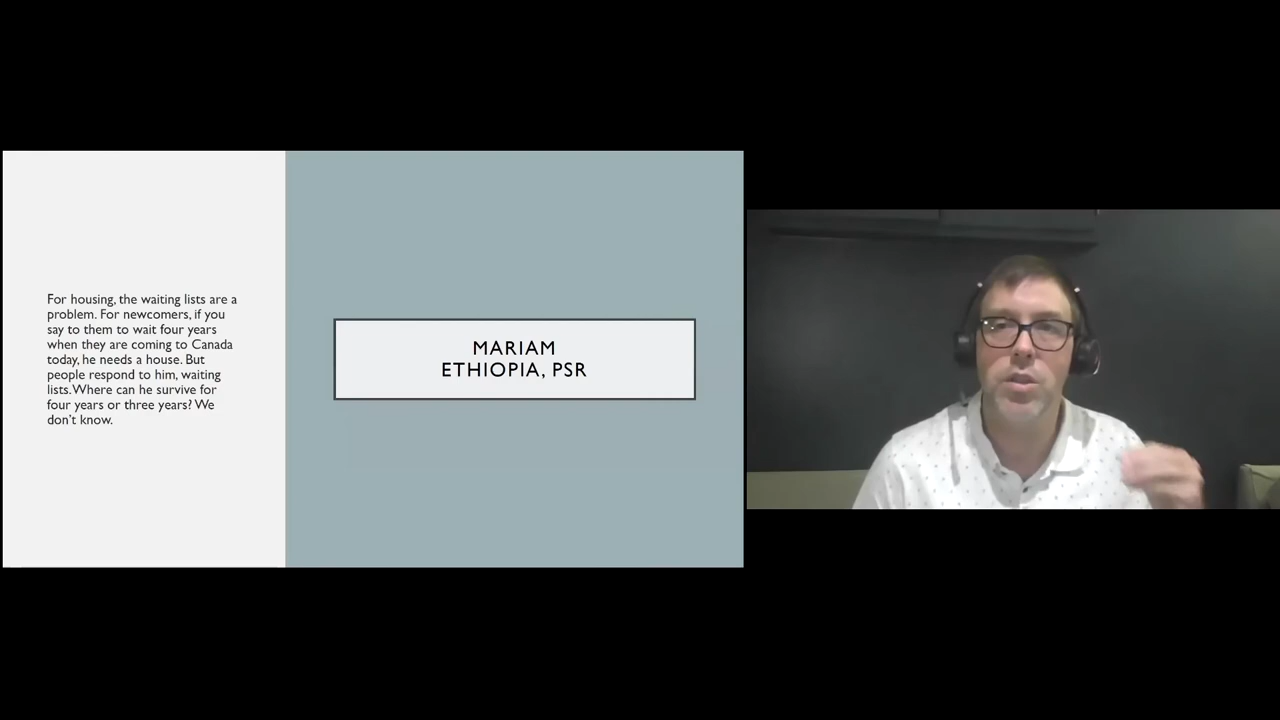 For housing, the waiting lists are a
problem. For newcomers, if you
say to them to wait four years
when they are coming to Canada
today, he needs a house. But
people respond to him, waiting
lists. Where can he survive for
four years or three years? We
don't know.
MARIAM
ETHIOPIA, PSR